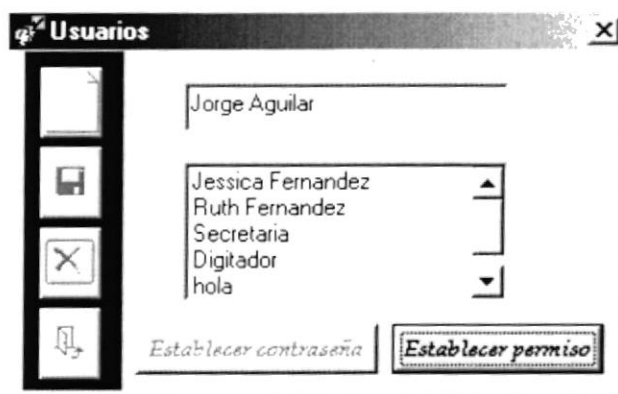 Usuarios
Jorge Aguilar
Jessica Fernandez
Ruth Fernandez
Secretaria
Digitador
hola
Establecer contraseña
Establecer permiso